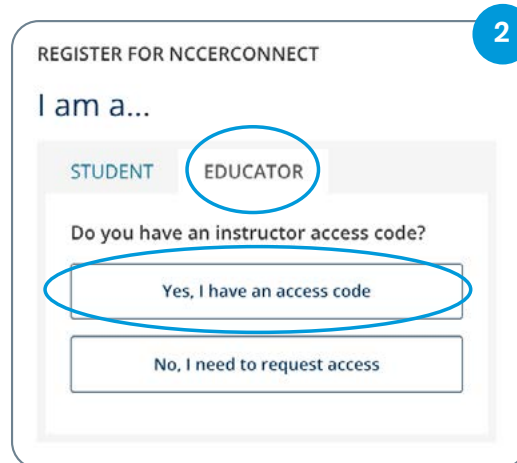 2
REGISTER FOR NCCERCONNECT
I am a...
STUDENT EDUCATOR
Do you have an instructor access code?
Yes, I have an access code
No, I need to request access